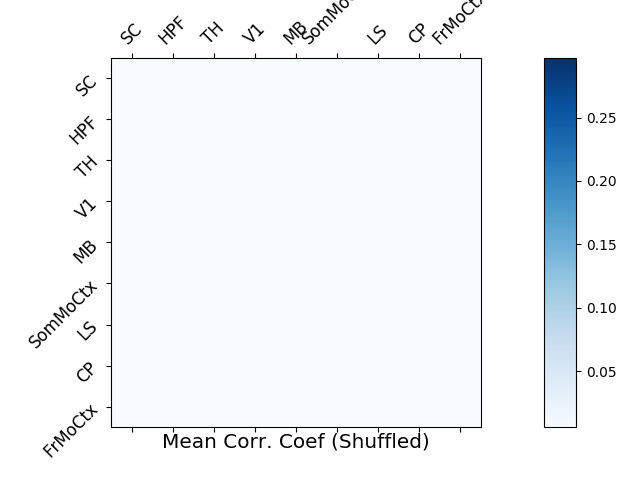 SC HPF TH V1 MB SomMoCtx LS CP FrMoCtx
SC
HPF
TH
V1
MB
SomMoCtx
LS
CP
FrMoCtx
Mean Corr. Coef (Shuffled)
0.25
0.20
0.15
0.10
0.05